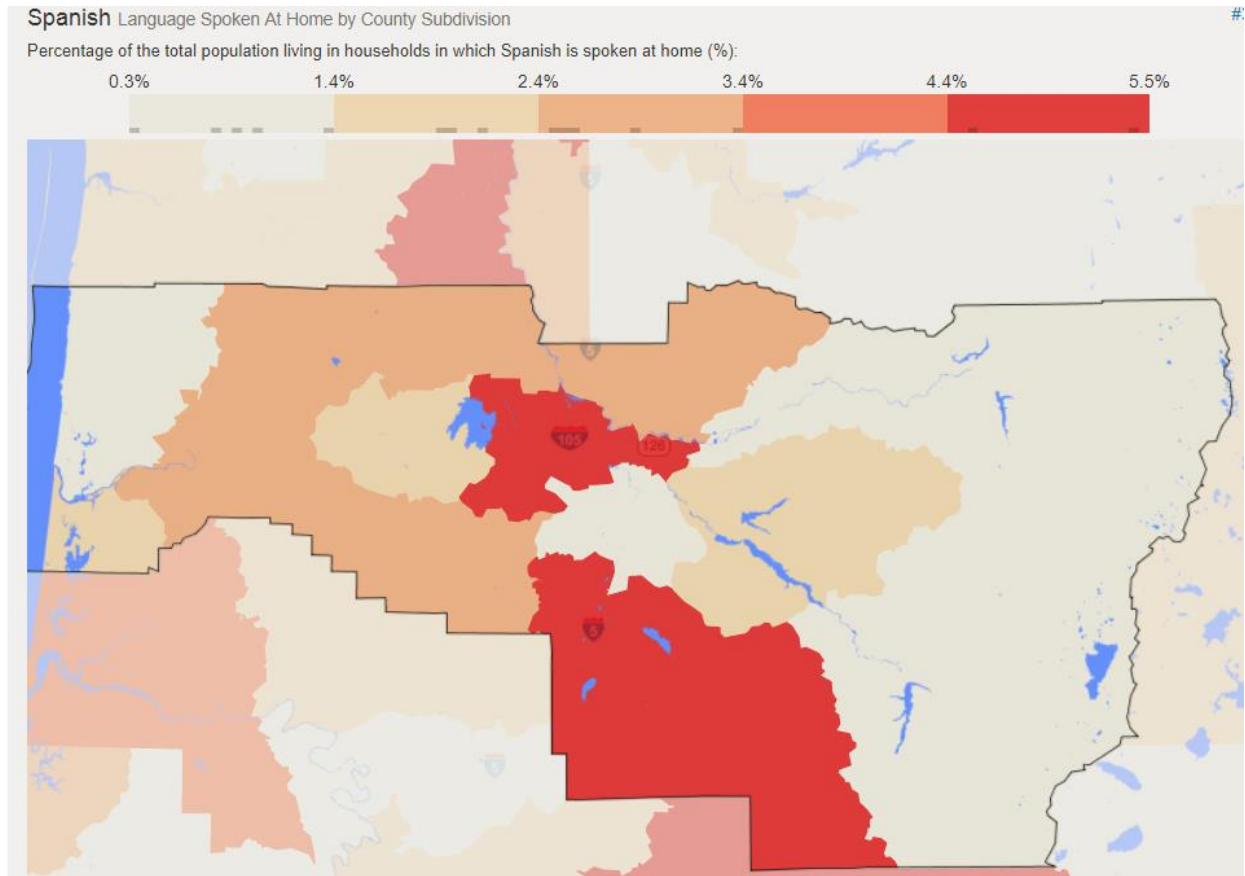 Spanish Language Spoken At Home by County Subdivision
Percentage of the total population living in households in which Spanish is spoken at home (%):
0.3% 1.4% 2.4% 3.4% 4.4% 5.5%
5
5
105
126
5
5